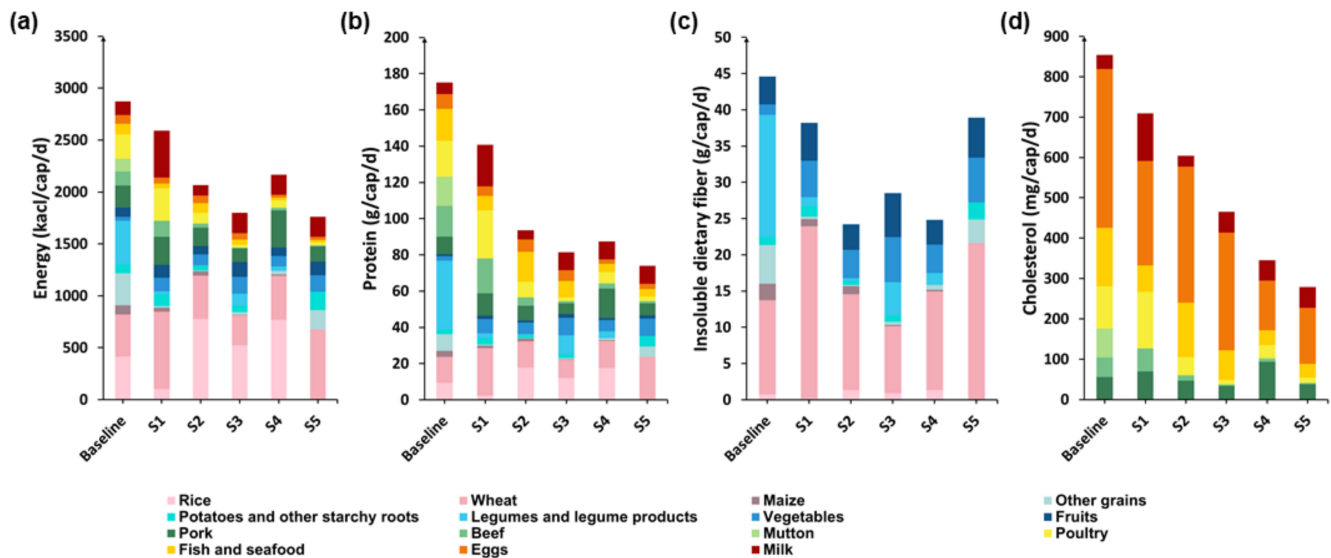 (a)
Energy (kacl/cap/d)
3500
3000
2500
2000
1500
1000
500
0
Baseline
S1
S2
S3
S4
S5
(b)
Protein (g/cap/d)
200
180
160
140
120
100
80
60
40
20
0
Baseline
S1
S2
S3
S4
S5
(c)
Insoluble dietary fiber (g/cap/d)
50
45
40
35
30
25
20
15
10
5
0
Baseline
S1
S2
S3
S4
S5
(d)
Cholesterol (mg/cap/d)
900
800
700
600
500
400
300
200
100
0
Baseline
S1
S2
S3
S4
S5
Rice
Wheat
Maize
Other grains
Potatoes and other starchy roots
Legumes and legume products
Vegetables
Fruits
Pork
Beef
Mutton
Poultry
Fish and seafood
Eggs
Milk